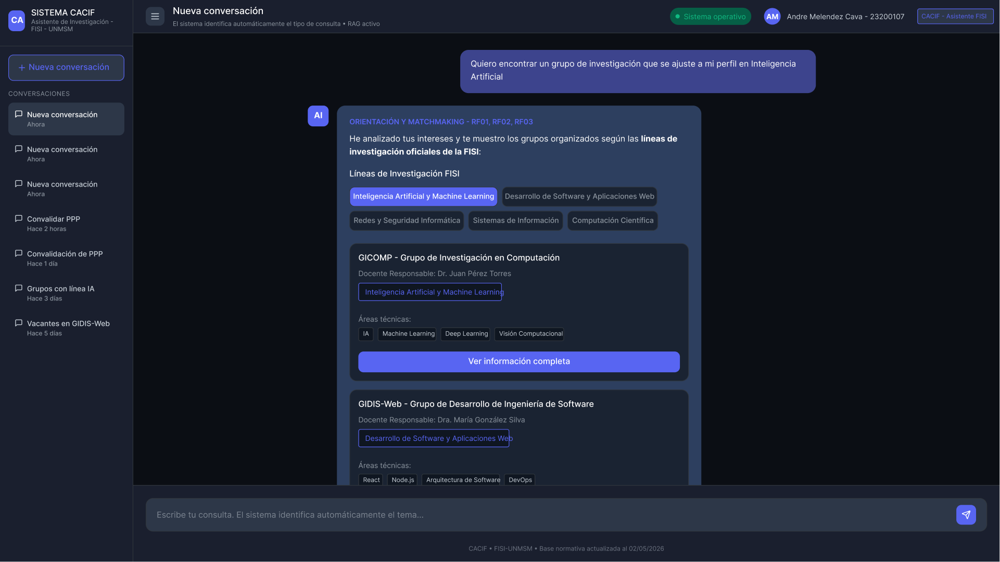 CA
SISTEMA CACIF
Asistente de Investigación -
FISI - UNMSM
+ Nueva conversación
CONVERSACIONES
Nueva conversación
Ahora
Nueva conversación
Ahora
Nueva conversación
Ahora
Convalidar PPP
Hace 2 horas
Convalidación de PPP
Hace 1 día
Grupos con línea IA
Hace 3 días
Vacantes en GIDIS-Web
Hace 5 días
Nueva conversación
El sistema identifica automáticamente el tipo de consulta • RAG activo
Sistema operativo
AM
Andre Melendez Cava - 23200107
CACIF - Asistente FISI
Quiero encontrar un grupo de investigación que se ajuste a mi perfil en Inteligencia
Artificial
AI
ORIENTACIÓN Y MATCHMAKING - RF01, RF02, RF03
He analizado tus intereses y te muestro los grupos organizados según las líneas de
investigación oficiales de la FISI:
Líneas de Investigación FISI
Inteligencia Artificial y Machine Learning
Desarrollo de Software y Aplicaciones Web
Redes y Seguridad Informática
Sistemas de Información
Computación Científica
GICOMP - Grupo de Investigación en Computación
Docente Responsable: Dr. Juan Pérez Torres
Inteligencia Artificial y Machine Learning
Áreas técnicas:
IA
Machine Learning
Deep Learning
Visión Computacional
Ver información completa
GIDIS-Web - Grupo de Desarrollo de Ingeniería de Software
Docente Responsable: Dra. María González Silva
Desarrollo de Software y Aplicaciones Web
Áreas técnicas:
React
Node.js
Arquitectura de Software
DevOps
Escribe tu consulta. El sistema identifica automáticamente el tema...
CACIF • FISI-UNMSM • Base normativa actualizada al 02/05/2026